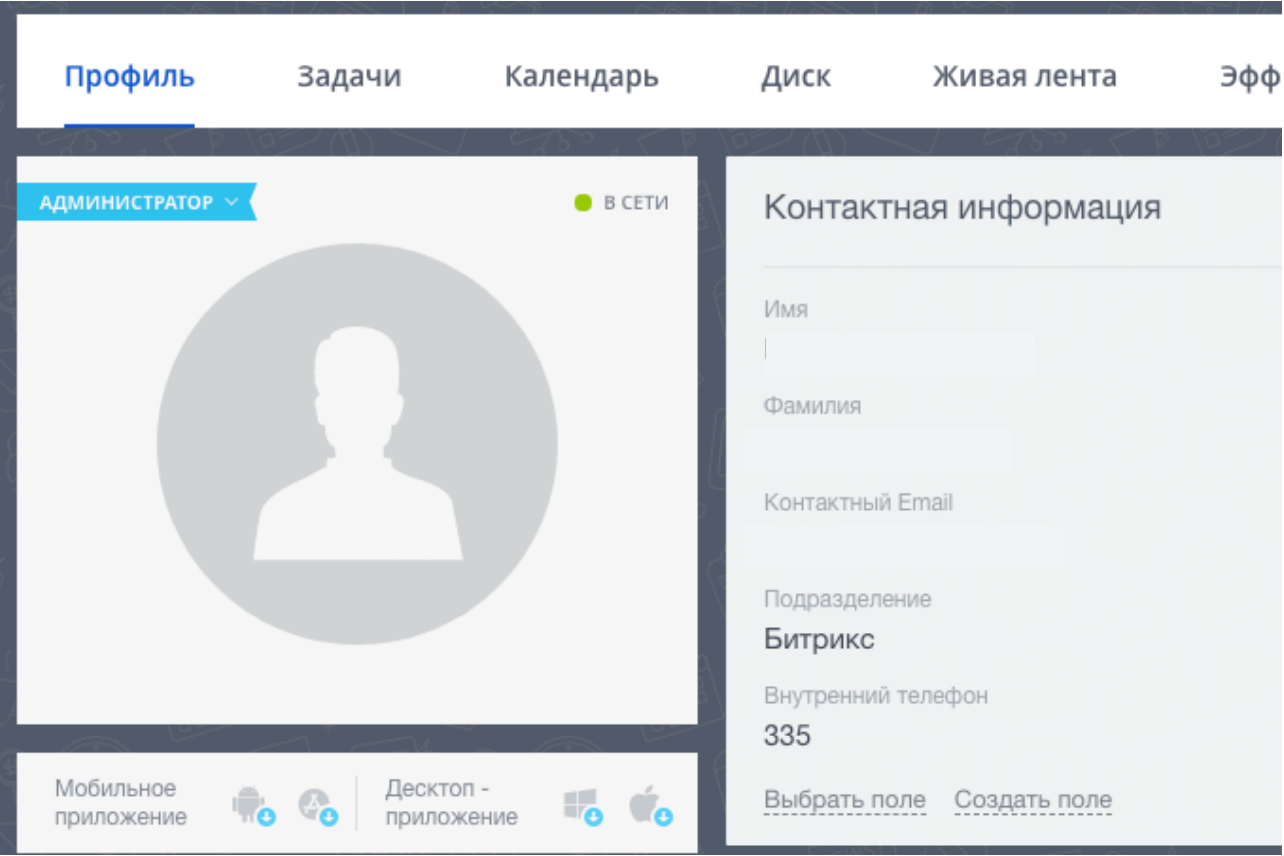 Профиль Задачи Календарь Диск Живая лента Эфф
АДМИНИСТРАТОР
В СЕТИ
Мобильное
приложение
Десктоп -
приложение
Контактная информация
Имя
Фамилия
Контактный Email
Подразделение
Битрикс
Внутренний телефон
335
Выбрать поле Создать поле